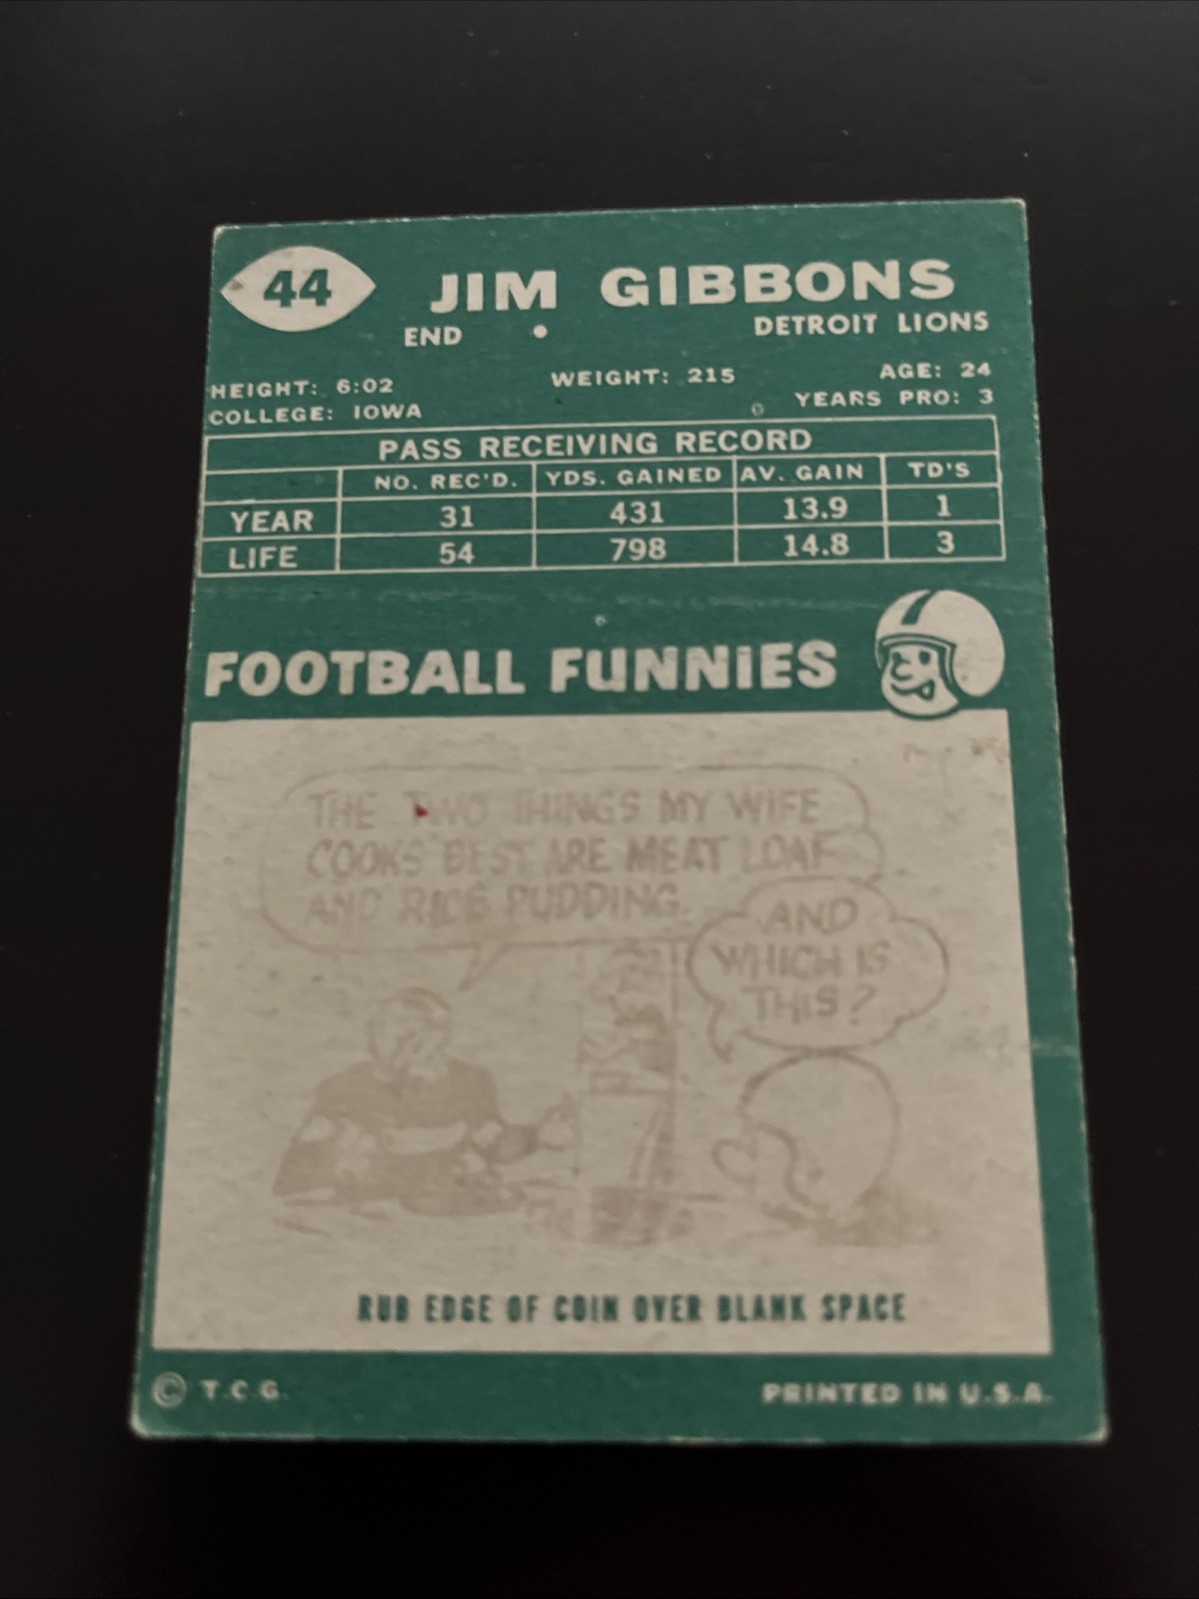 44
JIM GIBBONS
END • DETROIT LIONS
HEIGHT: 6:02 WEIGHT: 215 AGE: 24
COLLEGE: IOWA YEARS PRO: 3
PASS RECEIVING RECORD
NO. REC'D. YDS. GAINED AV. GAIN TD'S
YEAR 31 431 13.9 1
LIFE 54 798 14.8 3
FOOTBALL FUNNIES
THE TWO THINGS MY WIFE
COOKS BEST ARE MEAT LOAF
AND RICE PUDDING.
AND
WHICH IS
THIS?
RUB EDGE OF COIN OVER BLANK SPACE
© T.C.G. PRINTED IN U.S.A.